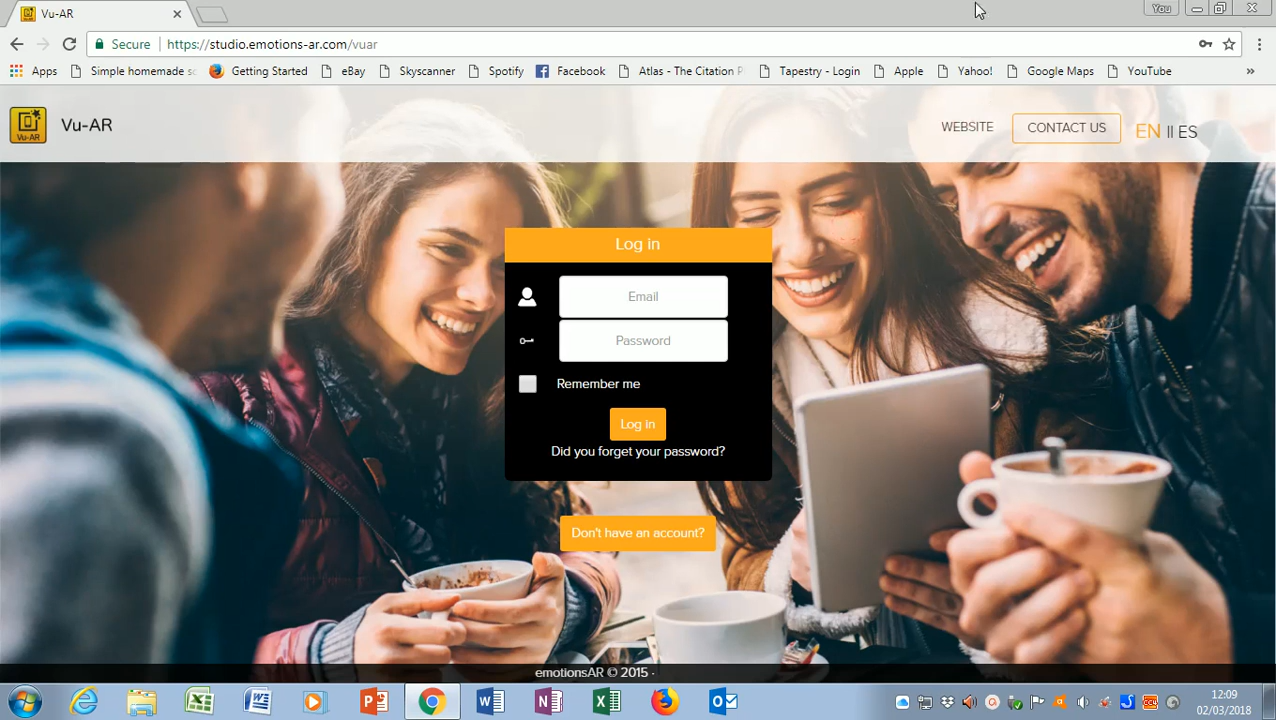 Vu-AR
You
Secure
https://studio.emotions-ar.com/vuar
Apps
Getting Started
eBay
Skyscanner
Spotify
Facebook
Atlas - The Citation
Tapestry - Login
Apple
Yahoo!
Google Maps
YouTube
»
Simple homemade
Vu-AR
Vu-AR
WEBSITE
CONTACT US
EN || ES
Log in
Email
Password
Remember me
Log in
Did you forget your password?
Don't have an account?
emotionsAR © 2015 ·
12:09
02/03/2018